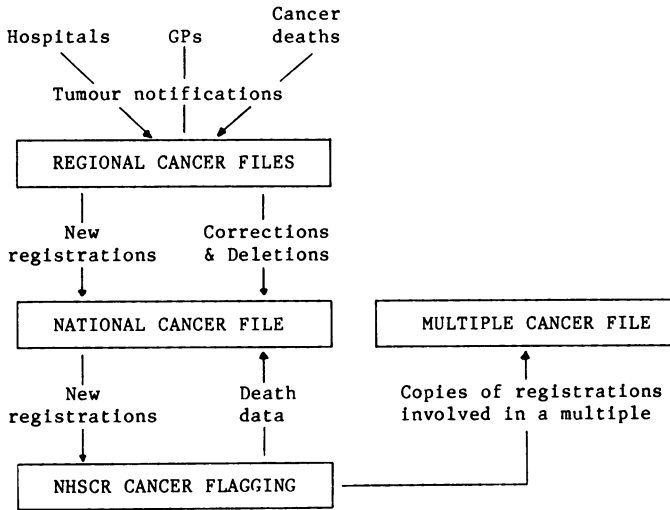 Cancer
Hospitals GPs deaths
Tumour notifications
REGIONAL CANCER FILES
New Corrections
registrations & Deletions
NATIONAL CANCER FILE MULTIPLE CANCER FILE
New Death Copies of registrations
registrations data involved in a multiple
NHSCR CANCER FLAGGING